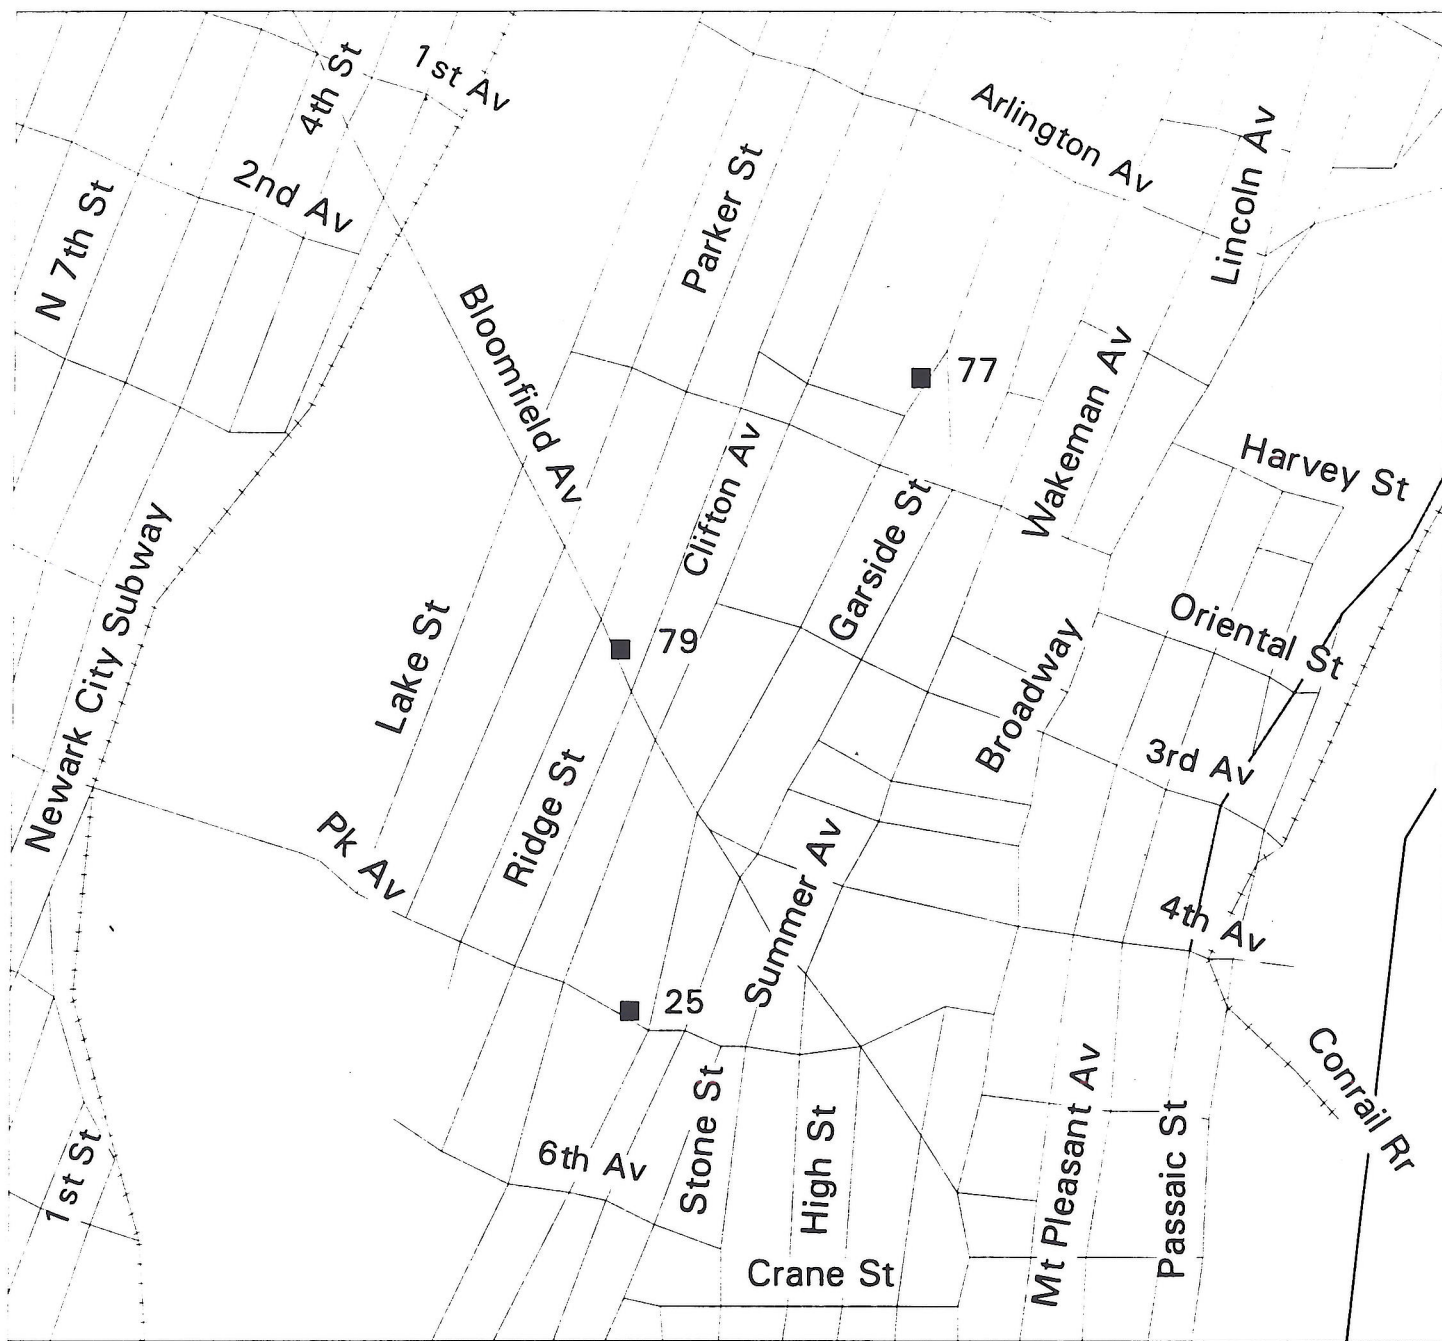 1st Av
4th St
Arlington Av
Lincoln Av
Parker St
2nd Av
N 7th St
Bloomfield Av
77
Wakeman Av
Clifton Av
Harvey St
Garside St
Newark City Subway
Lake St
79
Oriental St
Broadway
3rd Av
Ridge St
Pk Av
Summer Av
4th Av
25
Conrail Rr
Stone St
High St
Mt Pleasant Av
Passaic St
6th Av
1st St
Crane St